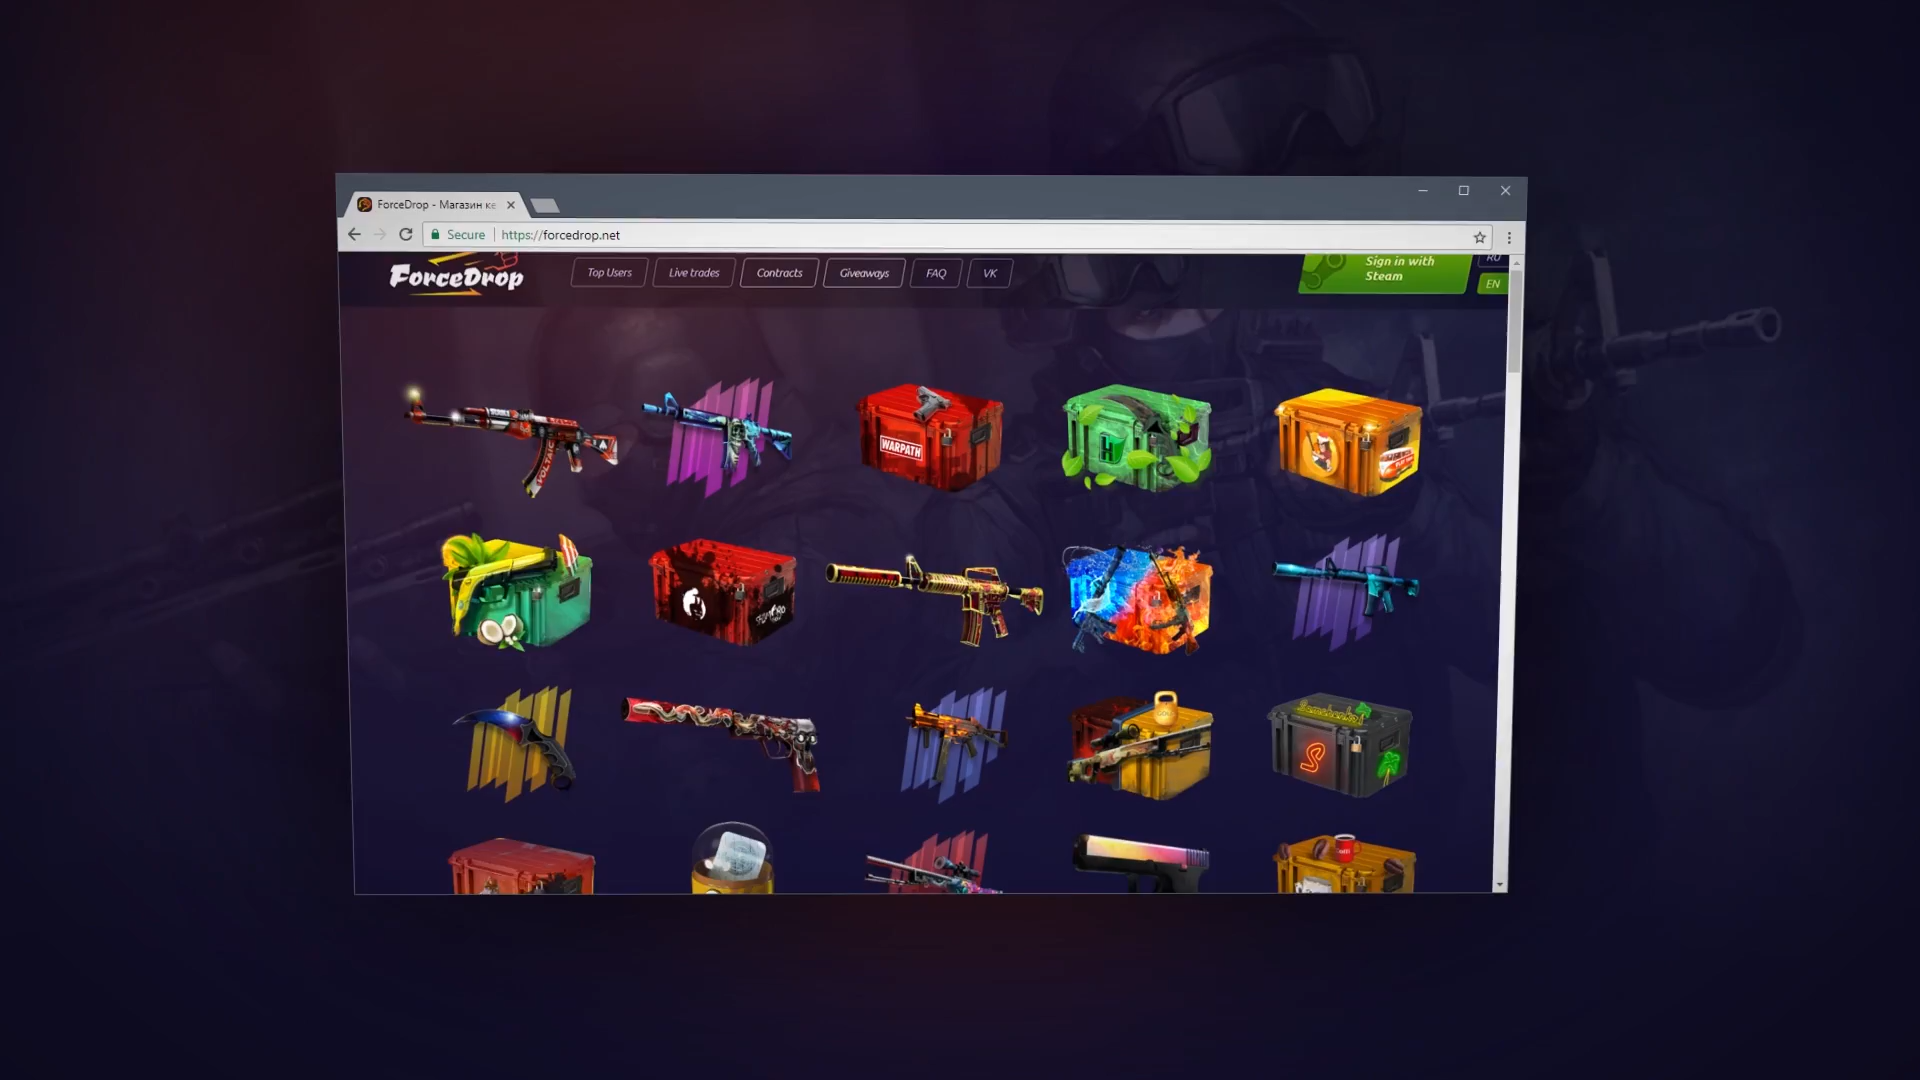 ForceDrop - Магазин ке
Secure
https://forcedrop.net
ForceDrop
Top Users
Live trades
Contracts
Giveaways
FAQ
VK
Sign in with
Steam
RU
EN
VOLTAIC
WARPATH
H
S